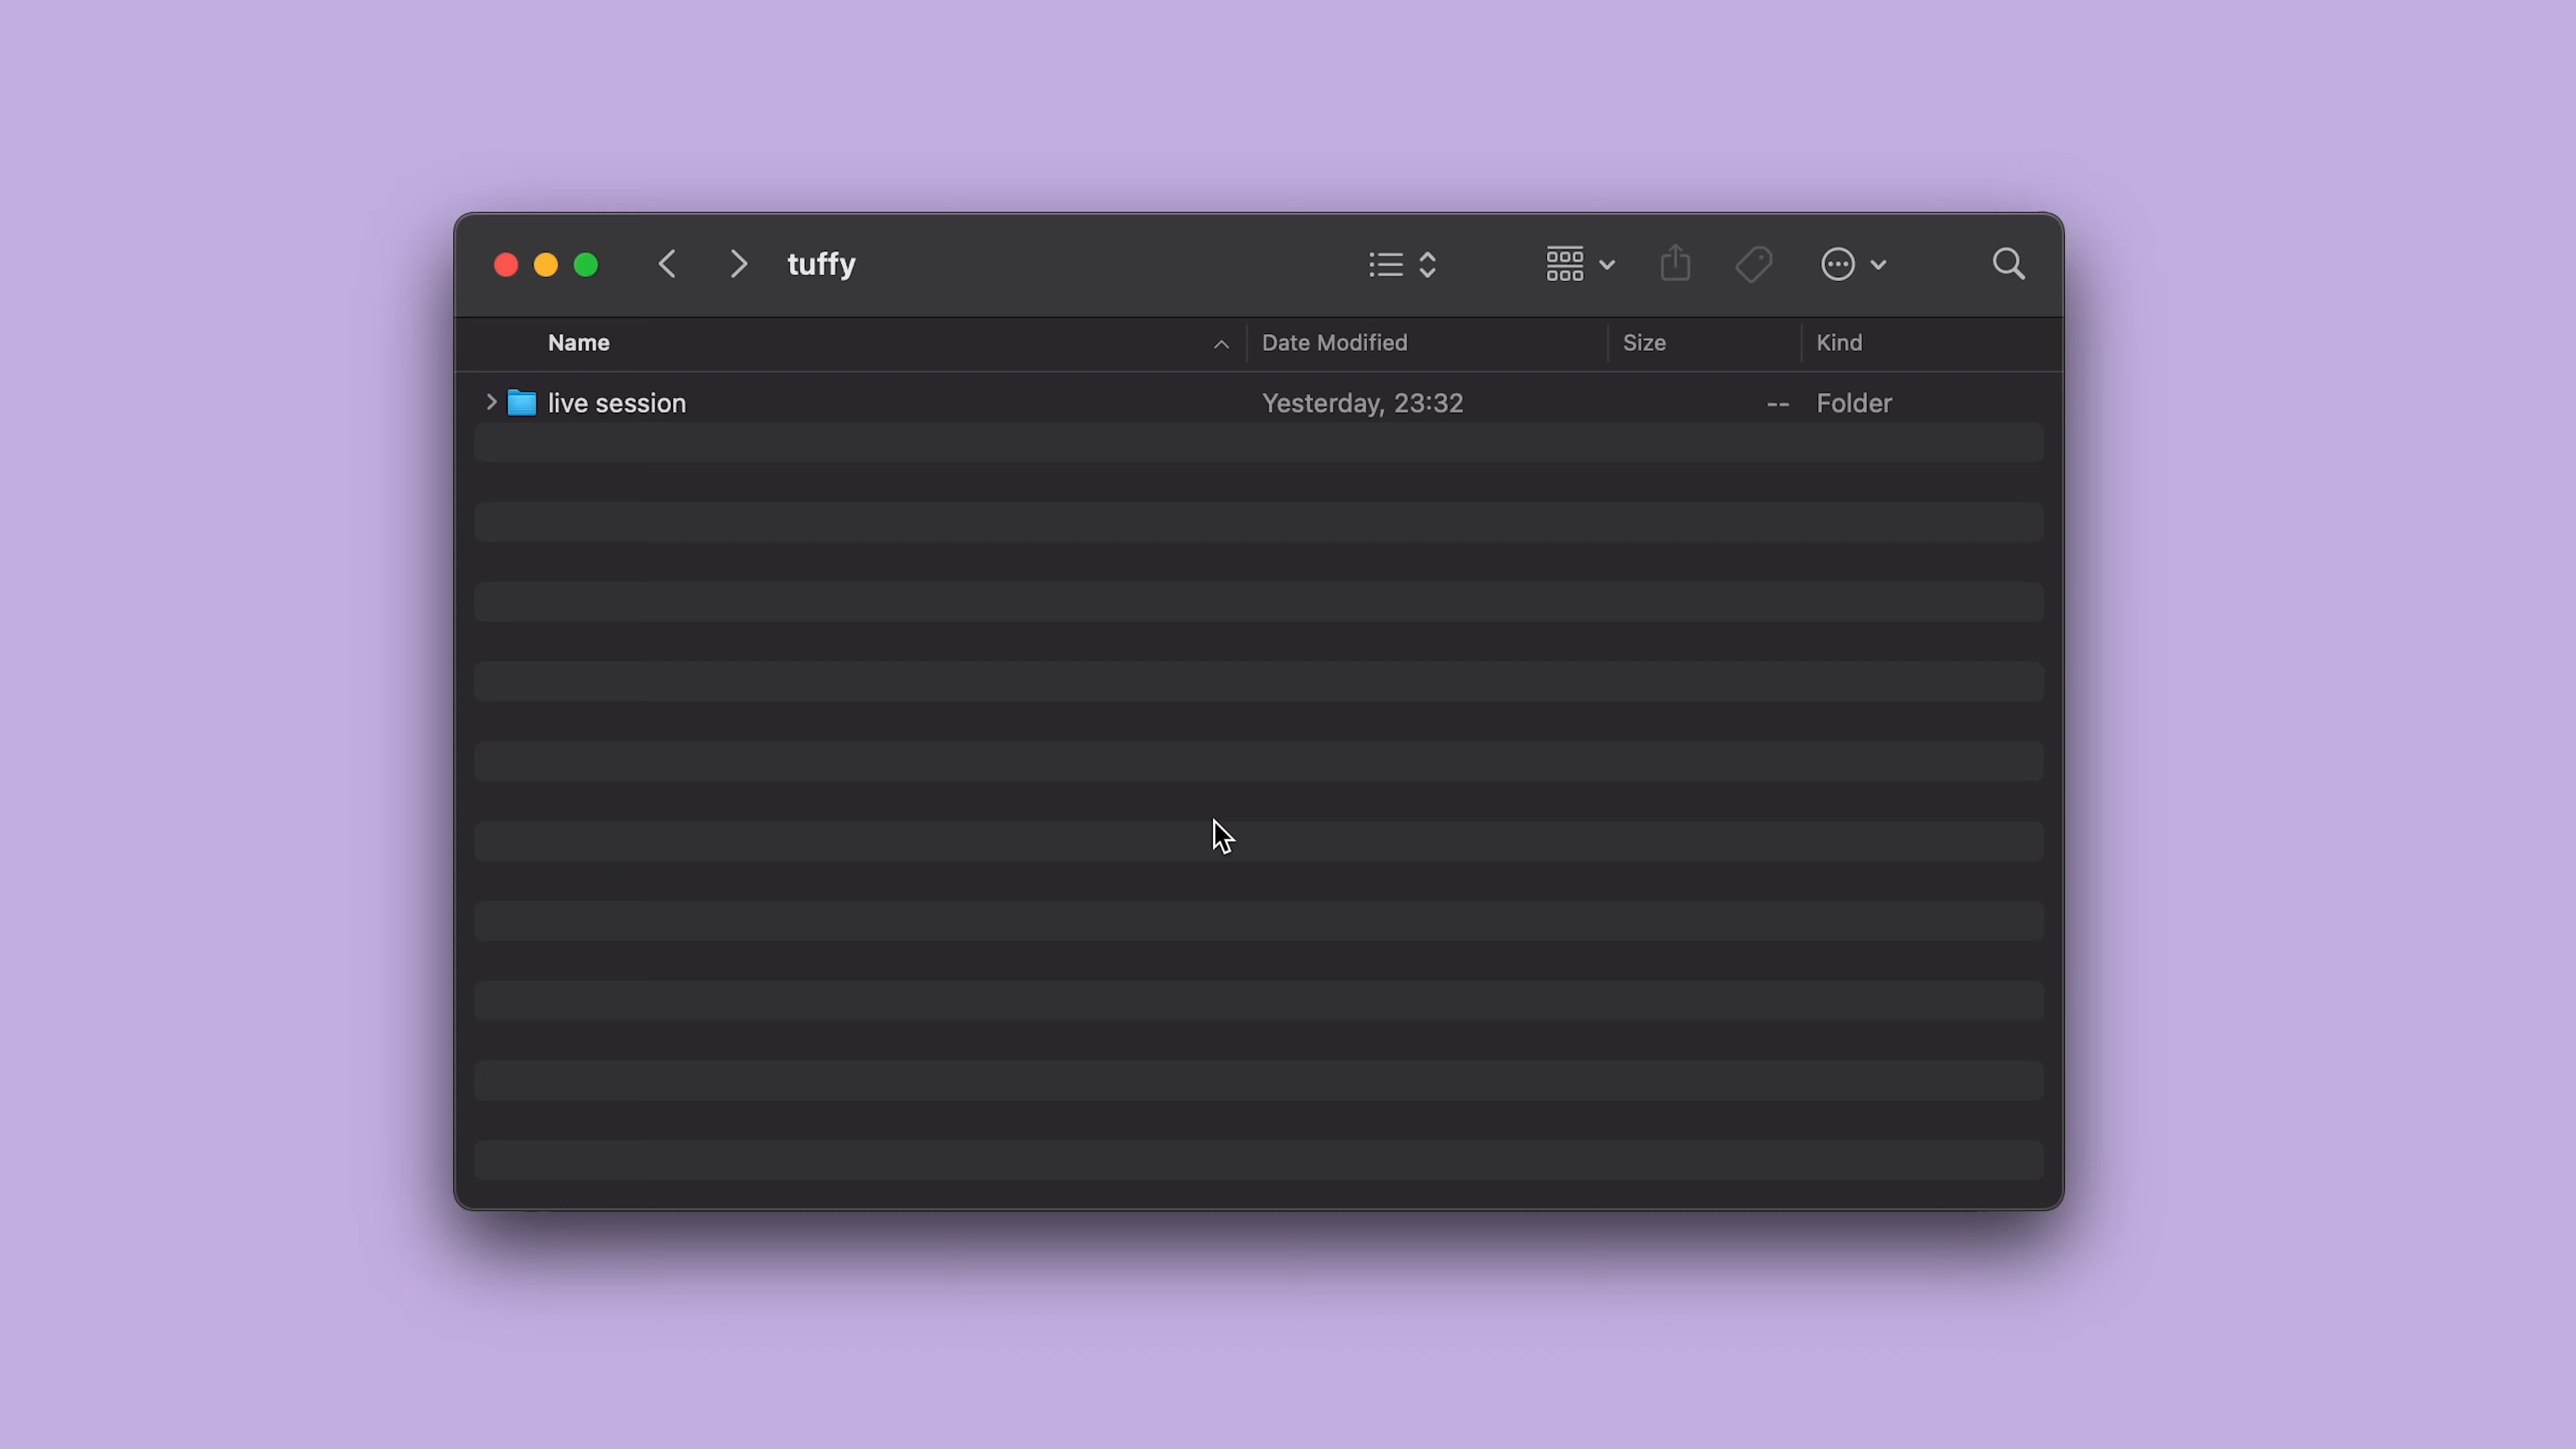 tuffy
Name Date Modified Size Kind
live session Yesterday, 23:32 -- Folder